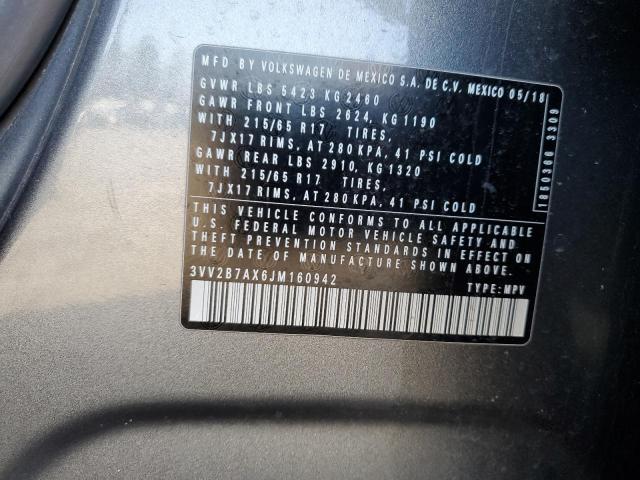 MFD BY VOLKSWAGEN DE MEXICO S.A. DE C.V. MEXICO 05/18
GVWR LBS 5423 KG 2460
GAWR FRONT LBS 2624, KG 1190
WITH 215/65 R17 TIRES,
7JX17 RIMS, AT 280 KPA, 41 PSI COLD
GAWR REAR LBS 2910, KG 1320
WITH 215/65 R17 TIRES,
7JX17 RIMS, AT 280 KPA, 41 PSI COLD
THIS VEHICLE CONFORMS TO ALL APPLICABLE
U.S. FEDERAL MOTOR VEHICLE SAFETY AND
THEFT PREVENTION STANDARDS IN EFFECT ON
THE DATE OF MANUFACTURE SHOWN ABOVE.
3VV2B7AX6JM160942 TYPE: MPV
1850300 3309